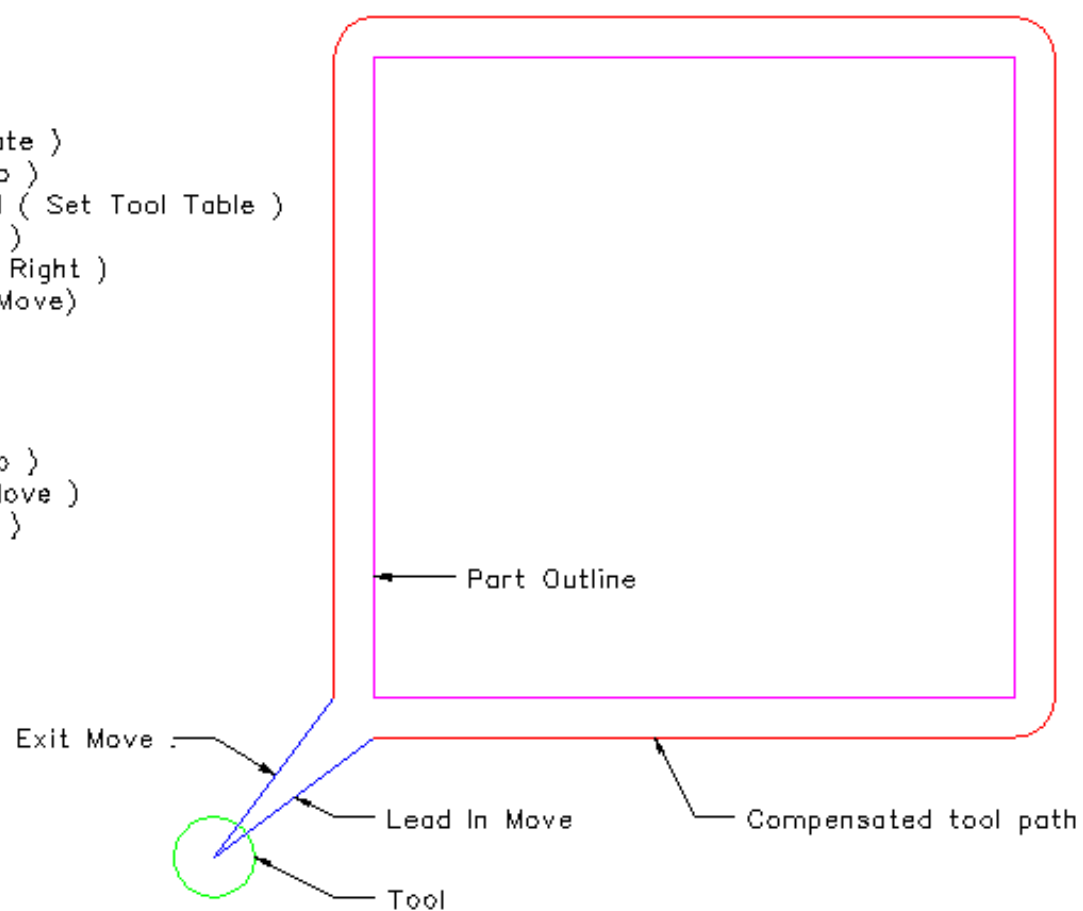 ate )
p )
( Set Tool Table )
)
Right )
Move)
p )
Move )
)
Part Outline
Exit Move
Lead In Move
Compensated tool path
Tool